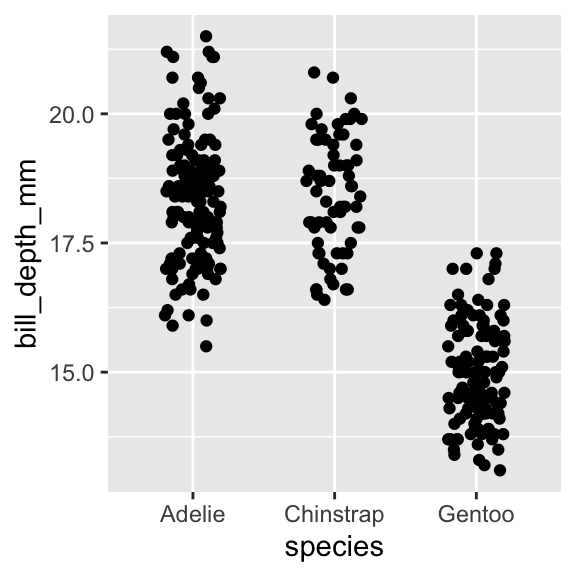 bill_depth_mm
20.0
17.5
15.0
Adelie Chinstrap Gentoo
species